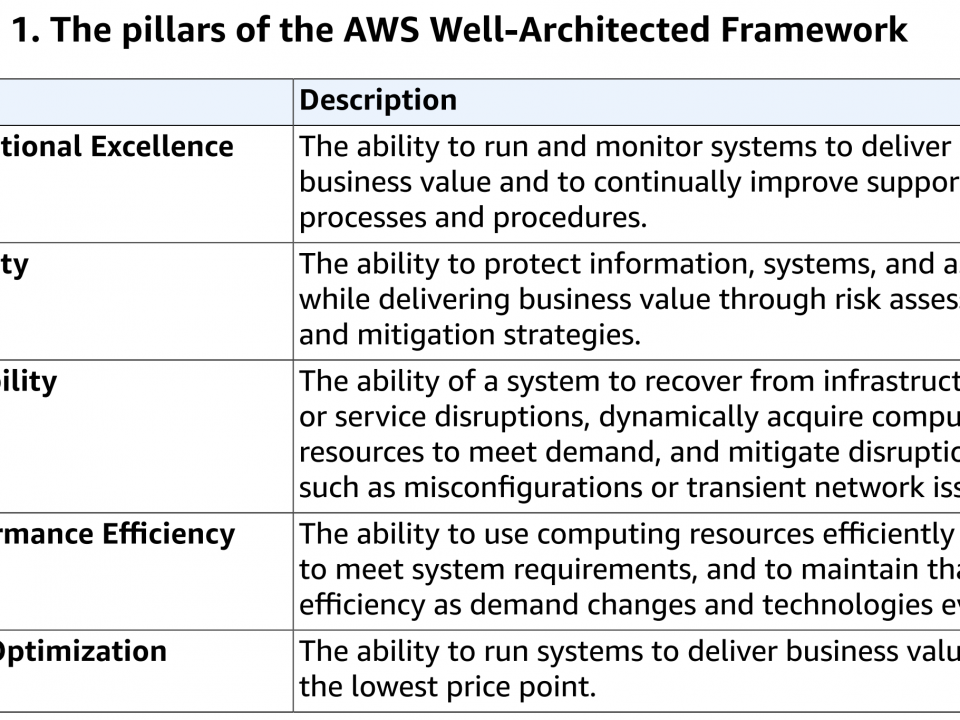 1. The pillars of the AWS Well-Architected Framework
Description
tional Excellence
The ability to run and monitor systems to deliver
business value and to continually improve suppor
processes and procedures.
ty
The ability to protect information, systems, and a
while delivering business value through risk asses
and mitigation strategies.
ility
The ability of a system to recover from infrastruct
or service disruptions, dynamically acquire compu
resources to meet demand, and mitigate disruptio
such as misconfigurations or transient network iss
rmance Efficiency
The ability to use computing resources efficiently
to meet system requirements, and to maintain tha
efficiency as demand changes and technologies ev
Optimization
The ability to run systems to deliver business valu
the lowest price point.